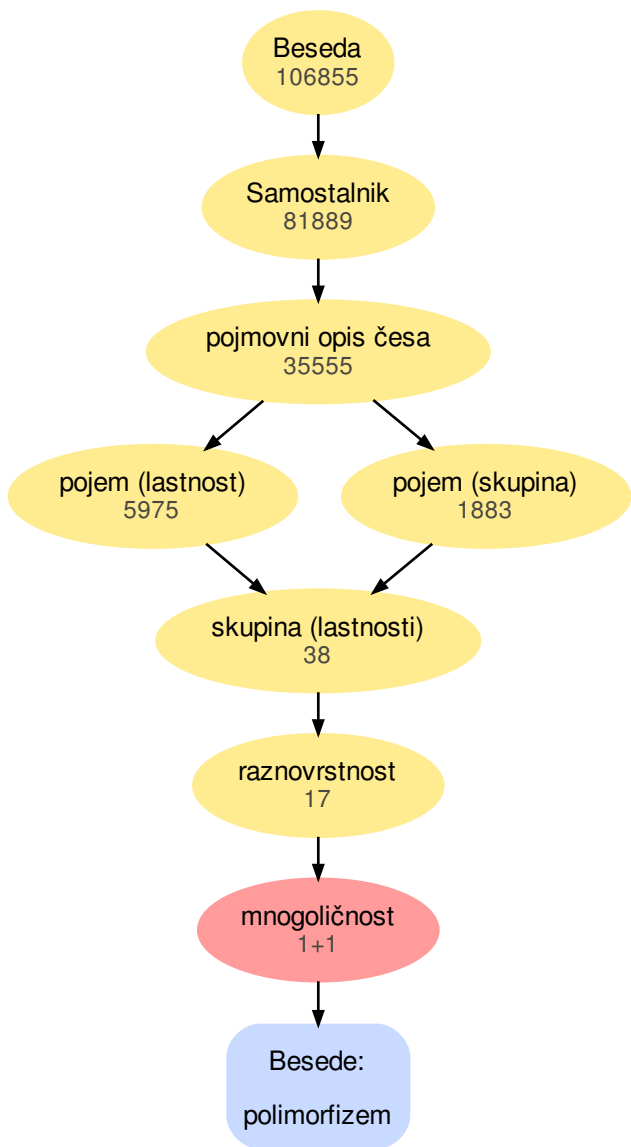 Beseda
106855
Samostalnik
81889
pojmovni opis česa
35555
pojem (lastnost)
5975
pojem (skupina)
1883
skupina (lastnosti)
38
raznovrstnost
17
mnogoličnost
1+1
Besede:
polimorfizem